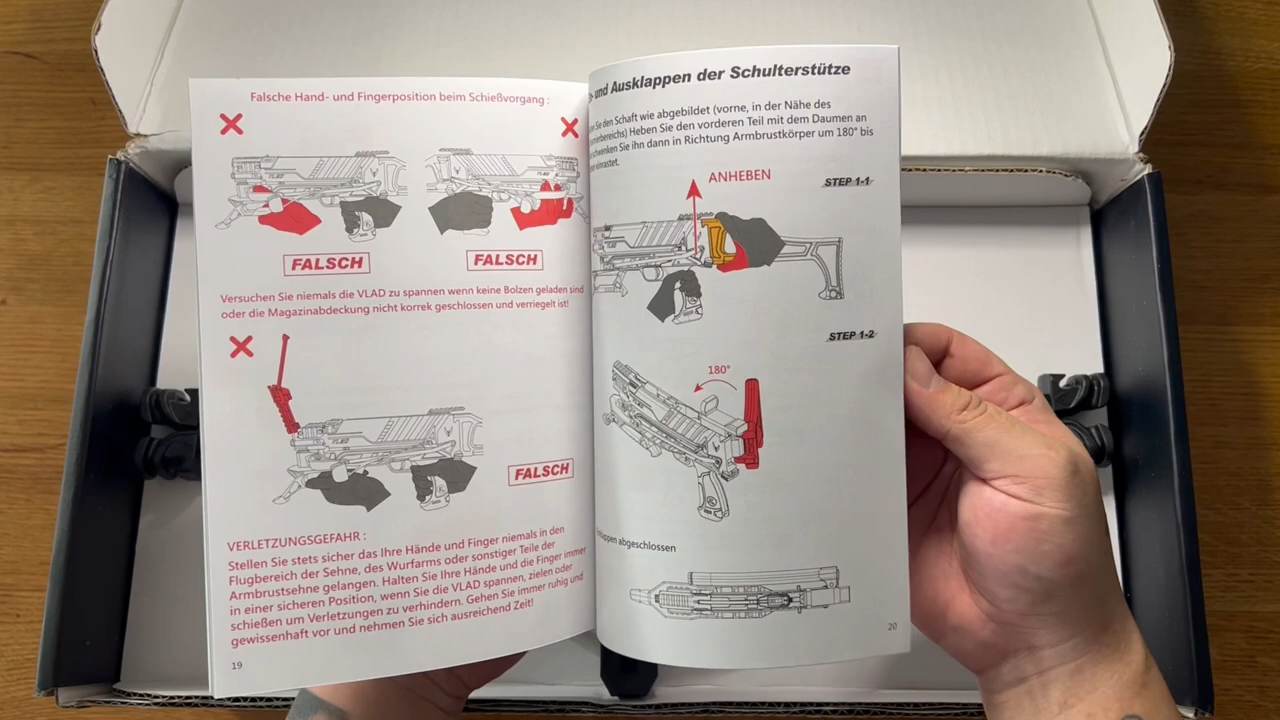 Falsche Hand- und Fingerposition beim Schießvorgang :
FALSCH
FALSCH
Versuchen Sie niemals die VLAD zu spannen wenn keine Bolzen geladen sind
oder die Magazinabdeckung nicht korrek geschlossen und verriegelt ist!
FALSCH
VERLETZUNGSGEFAHR :
Stellen Sie stets sicher das Ihre Hände und Finger niemals in den
Flugbereich der Sehne, des Wurfarms oder sonstiger Teile der
Armbrustsehne gelangen. Halten Sie Ihre Hände und die Finger immer
in einer sicheren Position, wenn Sie die VLAD spannen, zielen oder
schießen um Verletzungen zu verhindern. Gehen Sie immer ruhig und
gewissenhaft vor und nehmen Sie sich ausreichend Zeit!
19
und Ausklappen der Schulterstütze
Sie den Schaft wie abgebildet (vorne, in der Nähe des
Heben Sie den vorderen Teil mit dem Daumen an
Sie ihn dann in Richtung Armbrustkörper um 180° bis
ANHEBEN
STEP 1-1
STEP 1-2
180°
abgeschlossen
20